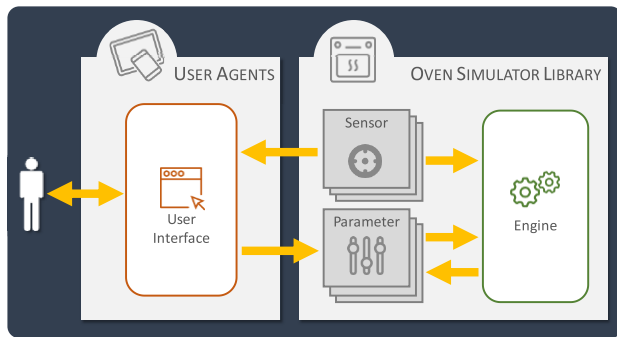 USER AGENTS
OVEN SIMULATOR LIBRARY
Sensor
User
Interface
Parameter
Engine